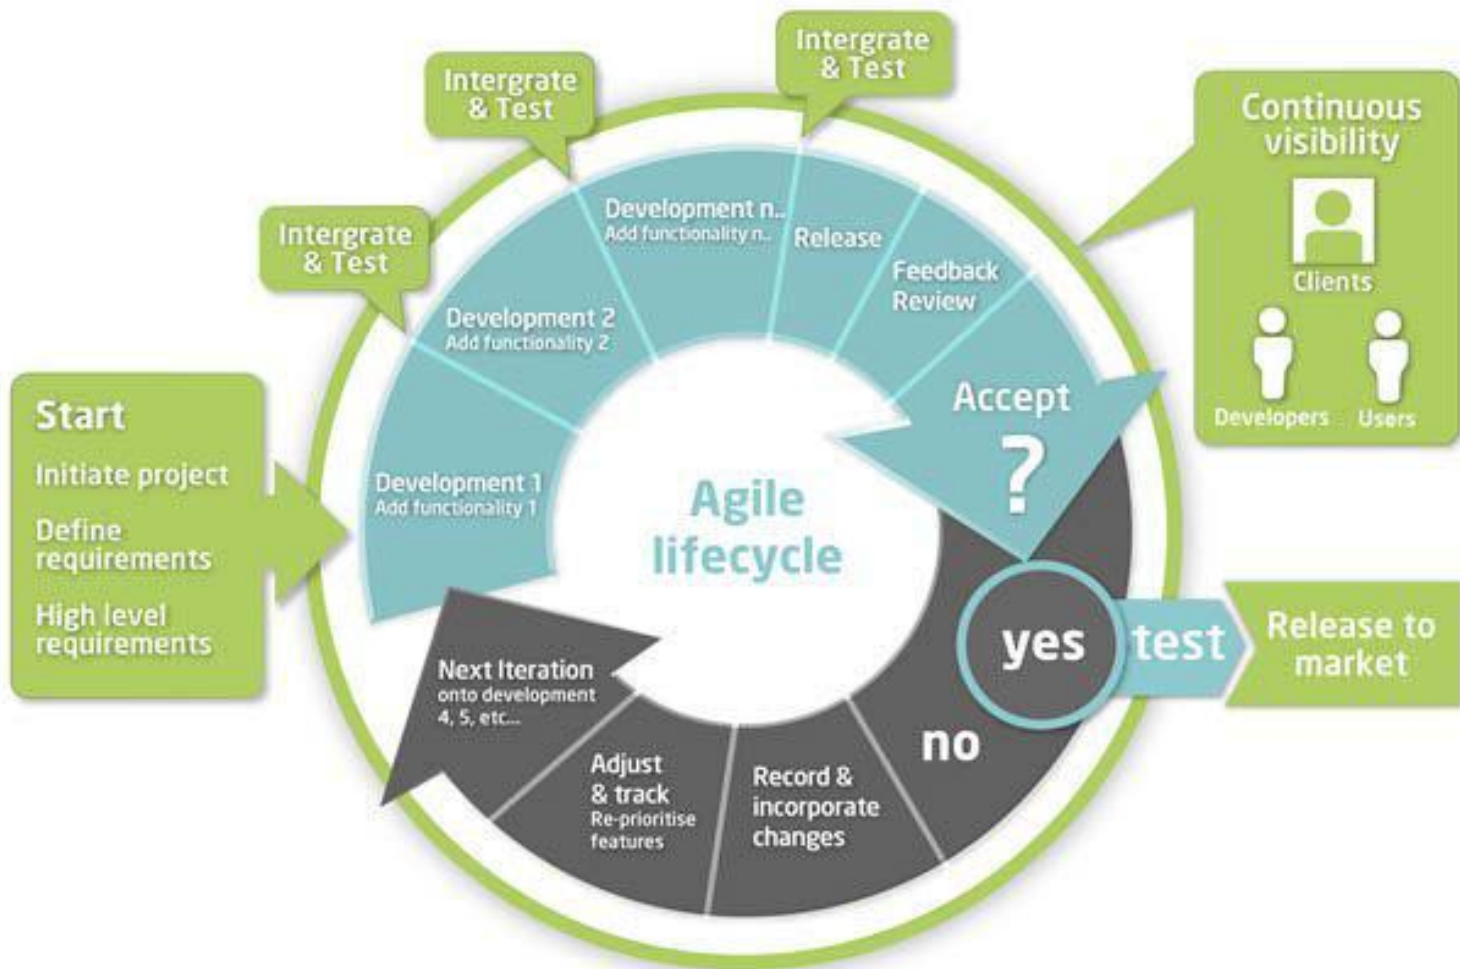 Start
Initiate project
Define
requirements
High level
requirements
Development 1
Add functionality 1
Intergrate
& Test
Development 2
Add functionality 2
Intergrate
& Test
Development n..
Add functionality n..
Intergrate
& Test
Release
Feedback
Review
Accept
?
Continuous
visibility
Clients
Developers
Users
Agile
lifecycle
yes
test
Release to
market
no
Record &
incorporate
changes
Adjust
& track
Re-prioritise
features
Next Iteration
onto development
4, 5, etc...